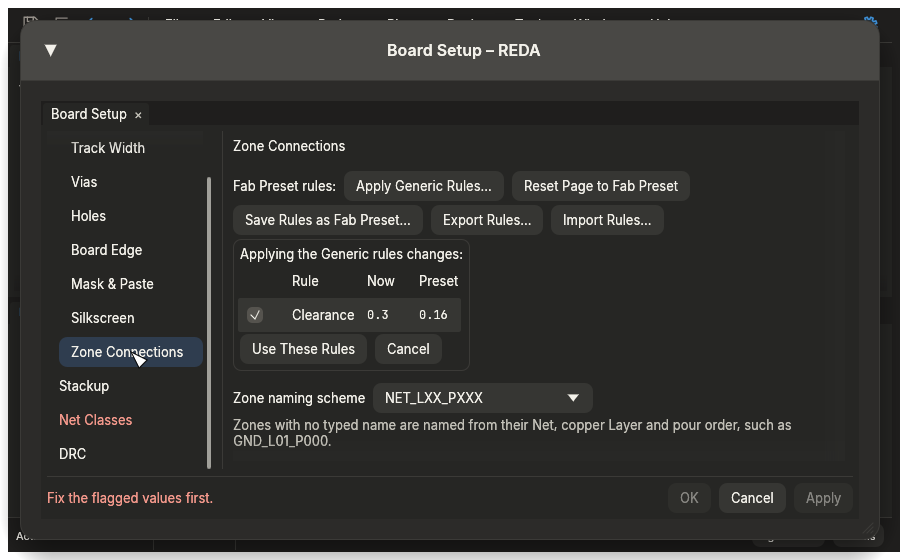 Board Setup – REDA
Board Setup ×
Track Width
Vias
Holes
Board Edge
Mask & Paste
Silkscreen
Zone Connections
Stackup
Net Classes
DRC
Zone Connections
Fab Preset rules: Apply Generic Rules... Reset Page to Fab Preset
Save Rules as Fab Preset... Export Rules... Import Rules...
Applying the Generic rules changes:
Rule Now Preset
Clearance 0.3 0.16
Use These Rules Cancel
Zone naming scheme NET_LXX_PXXX
Zones with no typed name are named from their Net, copper Layer and pour order, such as
GND_L01_P000.
Fix the flagged values first.
OK Cancel Apply